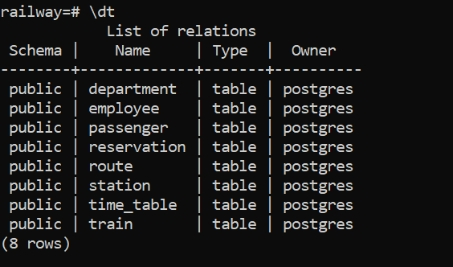 railway=# \dt
            List of relations
 Schema |    Name     | Type  |  Owner
--------+-------------+-------+----------
 public | department  | table | postgres
 public | employee    | table | postgres
 public | passenger   | table | postgres
 public | reservation | table | postgres
 public | route       | table | postgres
 public | station     | table | postgres
 public | time_table  | table | postgres
 public | train       | table | postgres
(8 rows)